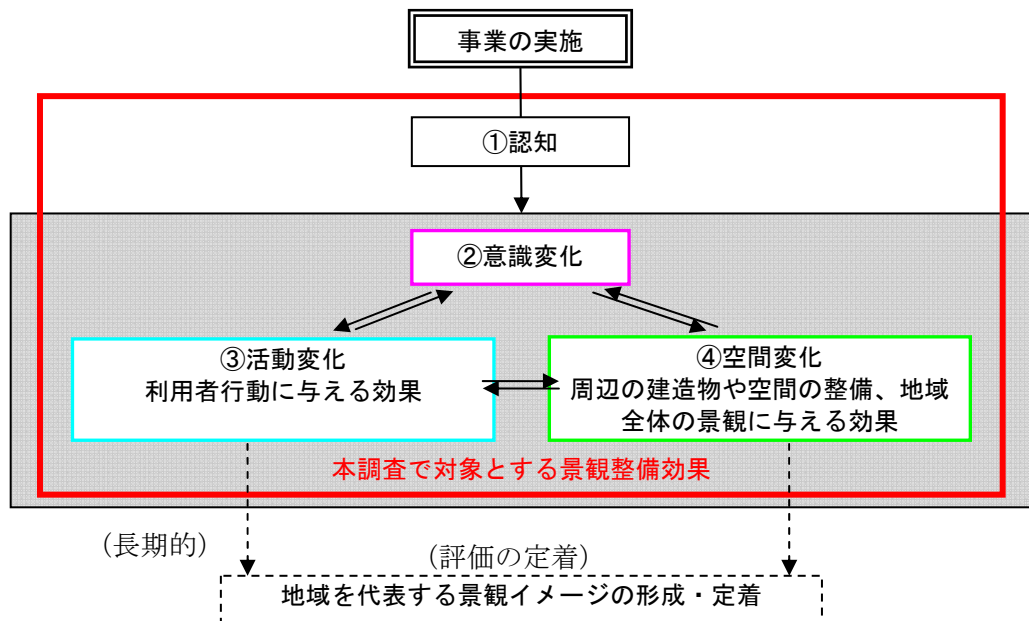 事業の実施
①認知
②意識変化
③活動変化
利用者行動に与える効果
④空間変化
周辺の建造物や空間の整備、地域
全体の景観に与える効果
本調査で対象とする景観整備効果
（長期的）
（評価の定着）
地域を代表する景観イメージの形成・定着